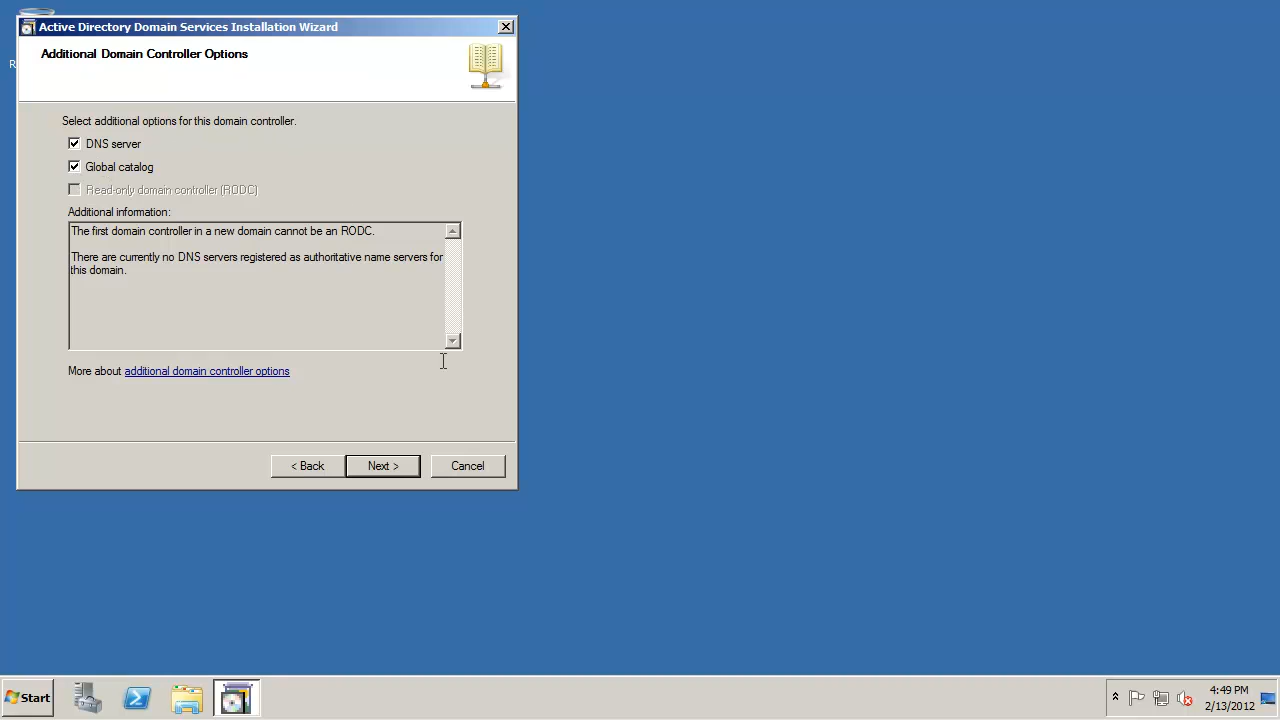 Active Directory Domain Services Installation Wizard
Additional Domain Controller Options
R
Select additional options for this domain controller.
DNS server
Global catalog
Read-only domain controller (RODC)
Additional information:
The first domain controller in a new domain cannot be an RODC.
There are currently no DNS servers registered as authoritative name servers for
this domain.
More about additional domain controller options
< Back
Next >
Cancel
Start
4:49 PM
2/13/2012